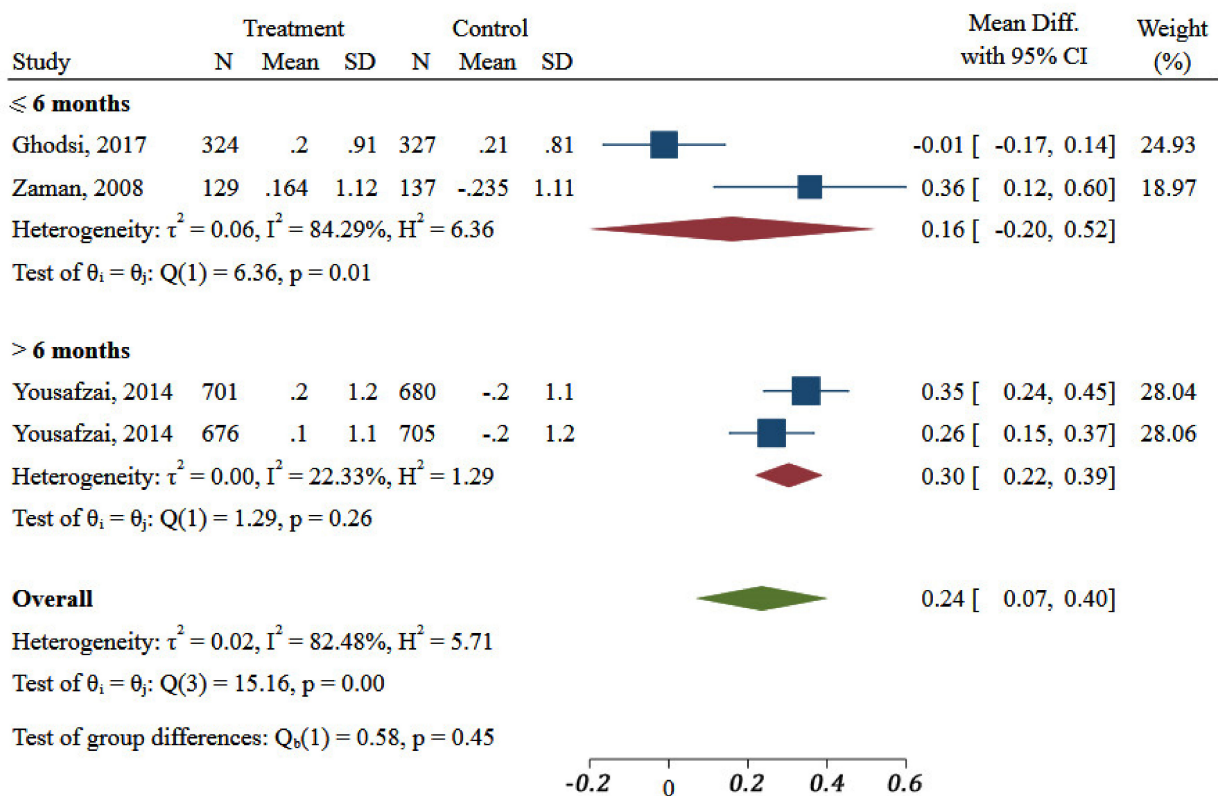 Treatment Control Mean Diff. Weight
Study N Mean SD N Mean SD with 95% CI (%)
⩽ 6 months
Ghodsi, 2017 324 .2 .91 327 .21 .81 -0.01 [ -0.17, 0.14] 24.93
Zaman, 2008 129 .164 1.12 137 -.235 1.11 0.36 [ 0.12, 0.60] 18.97
Heterogeneity: τ² = 0.06, I² = 84.29%, H² = 6.36 0.16 [ -0.20, 0.52]
Test of θᵢ = θⱼ: Q(1) = 6.36, p = 0.01
> 6 months
Yousafzai, 2014 701 .2 1.2 680 -.2 1.1 0.35 [ 0.24, 0.45] 28.04
Yousafzai, 2014 676 .1 1.1 705 -.2 1.2 0.26 [ 0.15, 0.37] 28.06
Heterogeneity: τ² = 0.00, I² = 22.33%, H² = 1.29 0.30 [ 0.22, 0.39]
Test of θᵢ = θⱼ: Q(1) = 1.29, p = 0.26
Overall 0.24 [ 0.07, 0.40]
Heterogeneity: τ² = 0.02, I² = 82.48%, H² = 5.71
Test of θᵢ = θⱼ: Q(3) = 15.16, p = 0.00
Test of group differences: Q_b(1) = 0.58, p = 0.45
-0.2 0 0.2 0.4 0.6